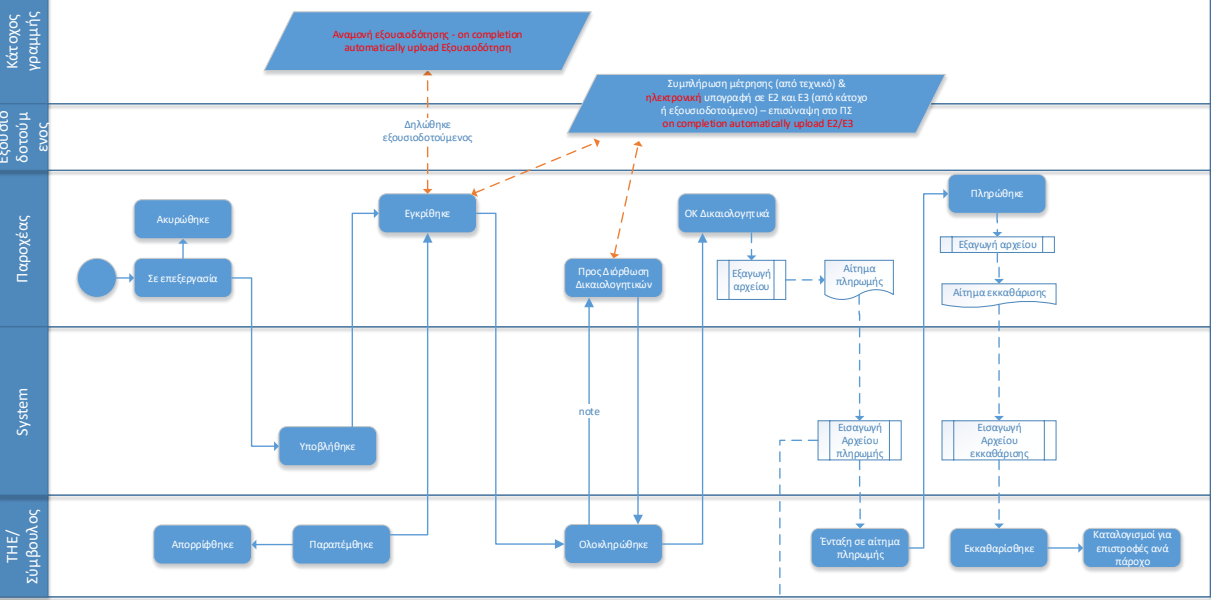 Κάτοχος
γραμμής
Αναμονή εξουσιοδότησης - on completion
automatically upload Εξουσιοδότηση
Εξουσιο
δοτούμ
ενος
Δηλώθηκε
εξουσιοδοτούμενος
Συμπλήρωση μέτρησης (από τεχνικό) &
ηλεκτρονική υπογραφή σε Ε2 και Ε3 (από κάτοχο
ή εξουσιοδοτούμενο) – επισύναψη στο ΠΣ
on completion automatically upload E2/E3
Παροχέας
Ακυρώθηκε
Σε επεξεργασία
Εγκρίθηκε
Προς Διόρθωση
Δικαιολογητικών
ΟΚ Δικαιολογητικά
Εξαγωγή
αρχείου
Αίτημα
πληρωμής
Πληρώθηκε
Εξαγωγή αρχείου
Αίτημα εκκαθάρισης
System
Υποβλήθηκε
note
Εισαγωγή
Αρχείου
πληρωμής
Εισαγωγή
Αρχείου
εκκαθάρισης
ΤΗΕ/
Σύμβουλος
Απορρίφθηκε
Παραπέμθηκε
Ολοκληρώθηκε
Ένταξη σε αίτημα
πληρωμής
Εκκαθαρίσθηκε
Καταλογισμοί για
επιστροφές ανά
πάροχο